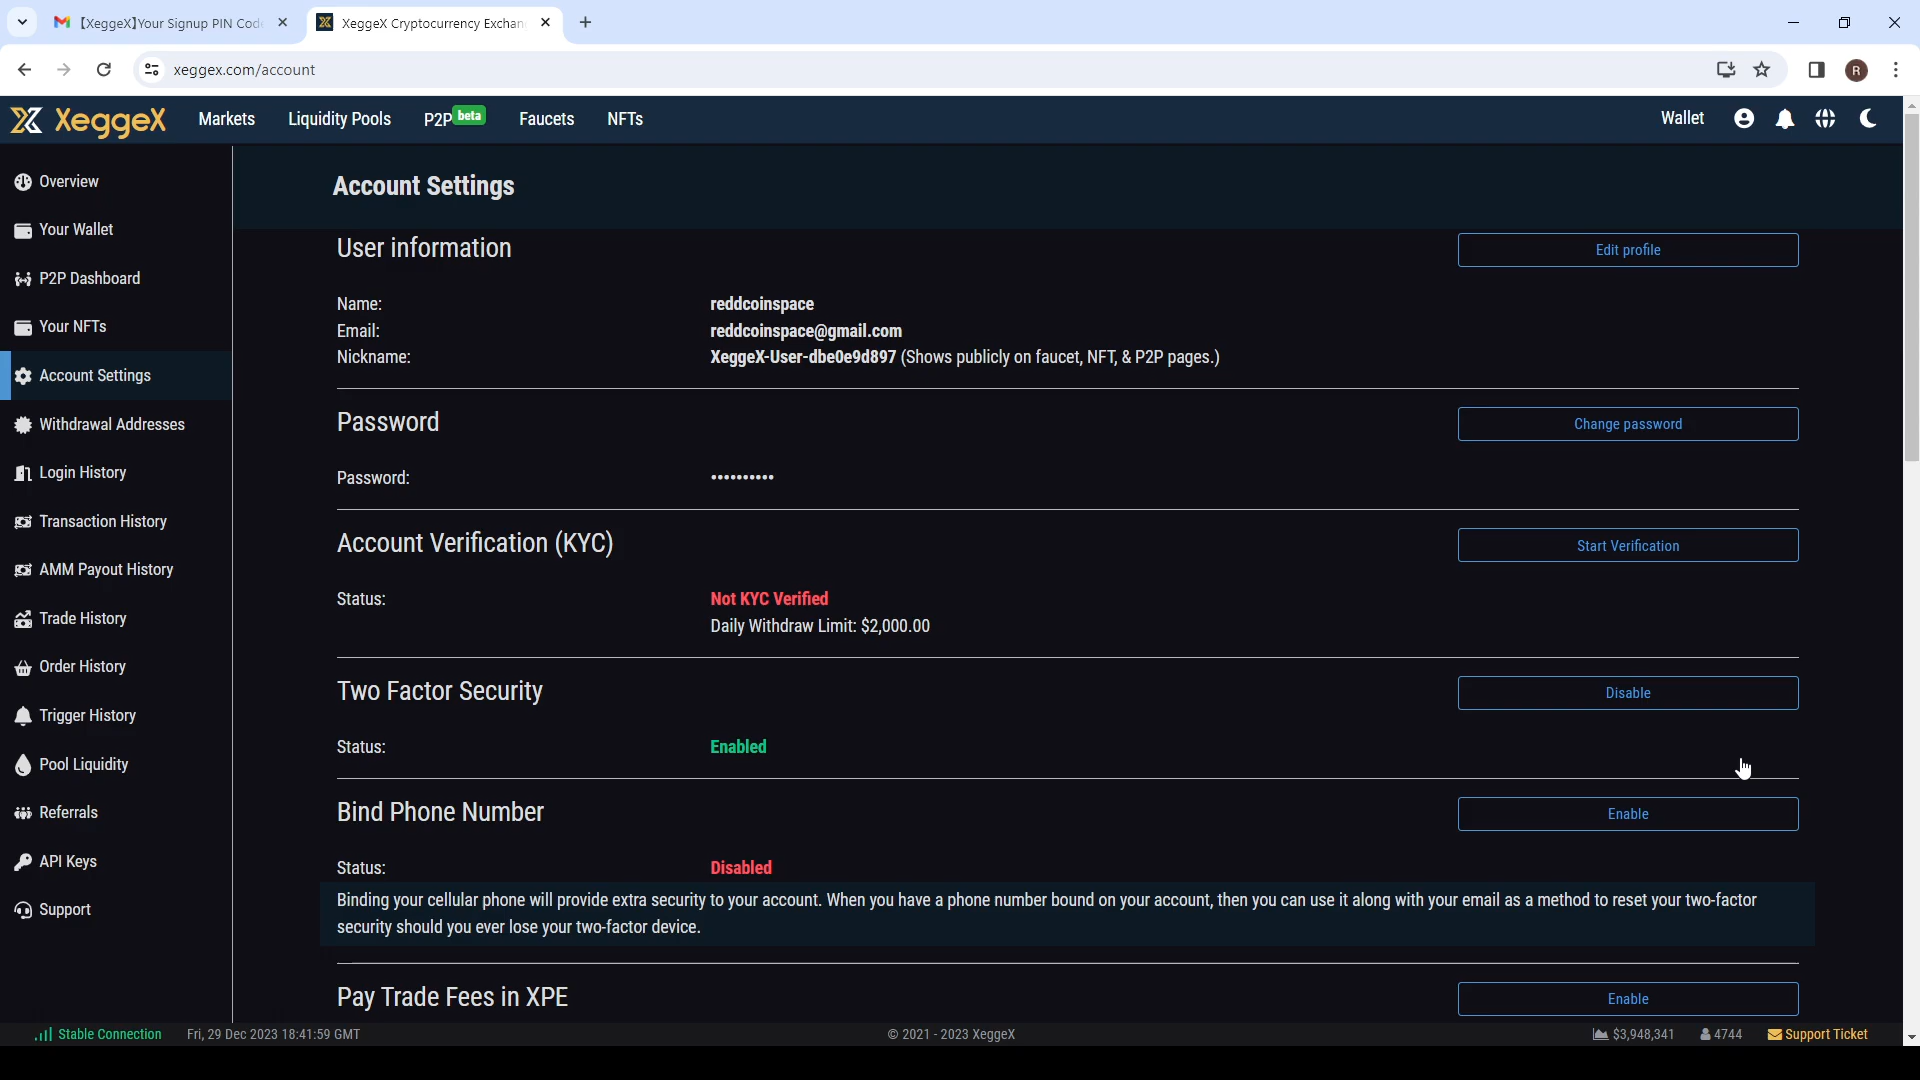 【XeggeX】Your Signup PIN Cod
XeggeX Cryptocurrency Exchan
xeggex.com/account
R
XeggeX
Markets
Liquidity Pools
P2P beta
Faucets
NFTs
Wallet
Overview
Your Wallet
P2P Dashboard
Your NFTs
Account Settings
Withdrawal Addresses
Login History
Transaction History
AMM Payout History
Trade History
Order History
Trigger History
Pool Liquidity
Referrals
API Keys
Support
Account Settings
User information
Edit profile
Name: reddcoinspace
Email: reddcoinspace@gmail.com
Nickname: XeggeX-User-dbe0e9d897 (Shows publicly on faucet, NFT, & P2P pages.)
Password
Change password
Password: ••••••••••
Account Verification (KYC)
Start Verification
Status: Not KYC Verified
Daily Withdraw Limit: $2,000.00
Two Factor Security
Disable
Status: Enabled
Bind Phone Number
Enable
Status: Disabled
Binding your cellular phone will provide extra security to your account. When you have a phone number bound on your account, then you can use it along with your email as a method to reset your two-factor
security should you ever lose your two-factor device.
Pay Trade Fees in XPE
Enable
Stable Connection
Fri, 29 Dec 2023 18:41:59 GMT
© 2021 - 2023 XeggeX
$3,948,341
4744
Support Ticket